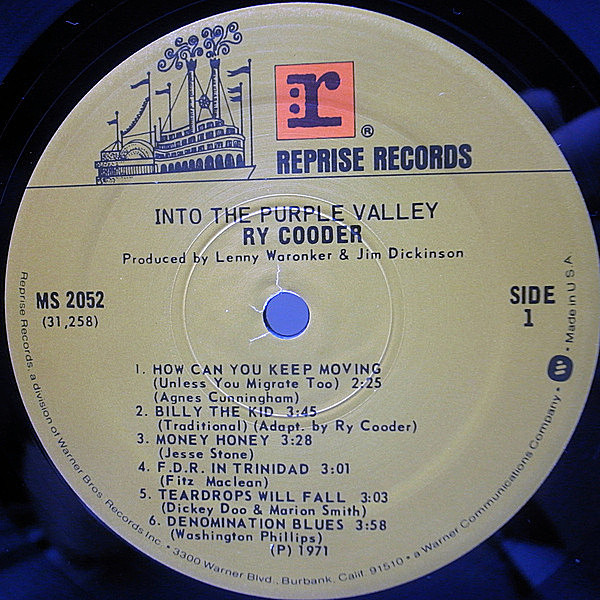 r
®
REPRISE RECORDS
INTO THE PURPLE VALLEY
RY COODER
Produced by Lenny Waronker & Jim Dickinson
MS 2052
(31,258)
SIDE
1
1. HOW CAN YOU KEEP MOVING
(Unless You Migrate Too) 2:25
(Agnes Cunningham)
2. BILLY THE KID 3:45
(Traditional) (Adapt. by Ry Cooder)
3. MONEY HONEY 3:28
(Jesse Stone)
4. F.D.R. IN TRINIDAD 3:01
(Fitz Maclean)
5. TEARDROPS WILL FALL 3:03
(Dickey Doo & Marion Smith)
6. DENOMINATION BLUES 3:58
(Washington Phillips)
(P) 1971
Reprise Records, a division of Warner Bros. Records Inc. • 3300 Warner Blvd., Burbank, Calif. 91510 • a Warner Communications Company • W • Made in U.S.A.